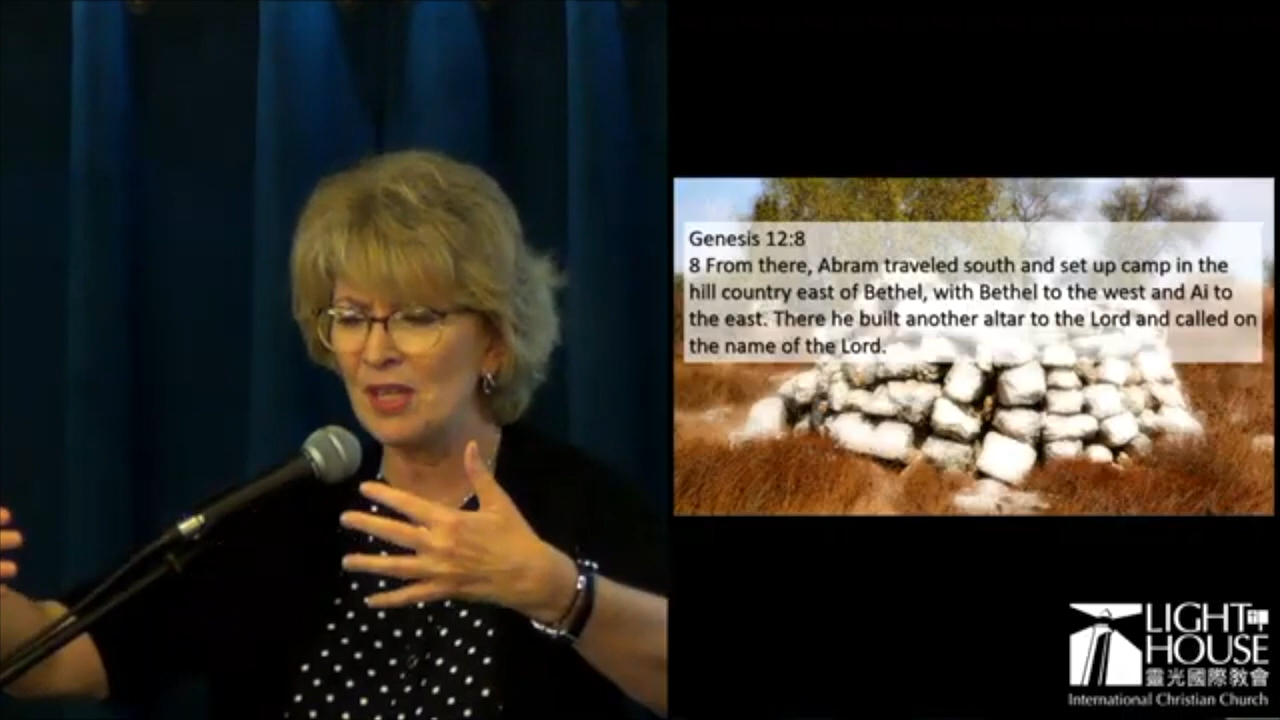 Genesis 12:8
8 From there, Abram traveled south and set up camp in the
hill country east of Bethel, with Bethel to the west and Ai to
the east. There he built another altar to the Lord and called on
the name of the Lord.
LIGHT
HOUSE
靈光國際教會
International Christian Church